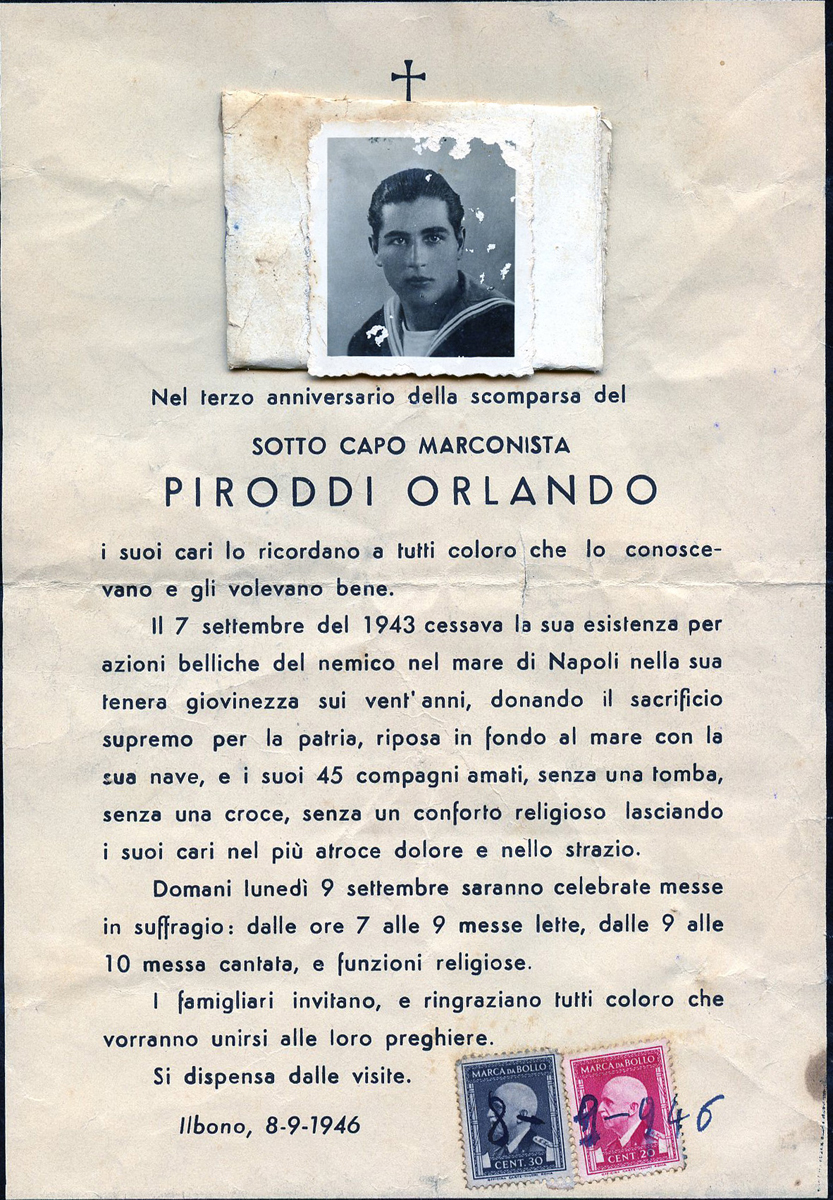 Nel terzo anniversario della scomparsa del
SOTTO CAPO MARCONISTA
PIRODDI ORLANDO
i suoi cari lo ricordano a tutti coloro che lo conosce-
vano e gli volevano bene.
Il 7 settembre del 1943 cessava la sua esistenza per
azioni belliche del nemico nel mare di Napoli nella sua
tenera giovinezza sui vent'anni, donando il sacrificio
supremo per la patria, riposa in fondo al mare con la
sua nave, e i suoi 45 compagni amati, senza una tomba,
senza una croce, senza un conforto religioso lasciando
i suoi cari nel più atroce dolore e nello strazio.
Domani lunedì 9 settembre saranno celebrate messe
in suffragio: dalle ore 7 alle 9 messe lette, dalle 9 alle
10 messa cantata, e funzioni religiose.
I famigliari invitano, e ringraziano tutti coloro che
vorranno unirsi alle loro preghiere.
Si dispensa dalle visite.
Ilbono, 8-9-1946
MARCA DA BOLLO
MARCA DA BOLLO
8-9-946
CENT. 30
CENT. 20